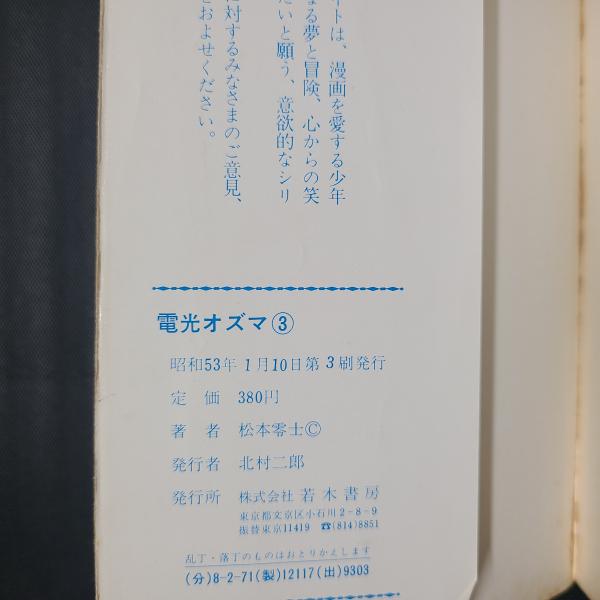 イトは、漫画を愛する少年
なる夢と冒険、心からの笑
たいと願う、意欲的なシリ
に対するみなさまのご意見、
をおよせください。
電光オズマ③
昭和53年1月10日第3刷発行
定　価　380円
著　者　松本零士©
発行者　北村二郎
発行所　株式会社 若木書房
東京都文京区小石川2-8-9
振替東京11419 ☎(814)8851
乱丁・落丁のものはおとりかえします
(分)8-2-71(製)12117(出)9303